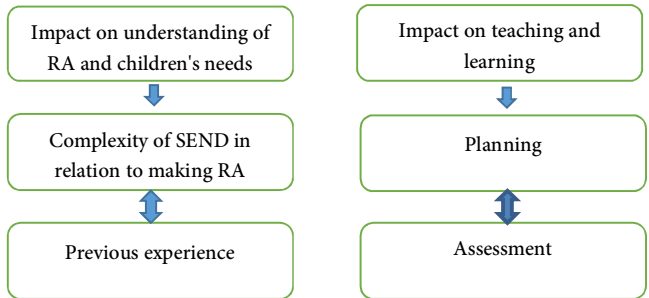 Impact on understanding of
RA and children's needs
Complexity of SEND in
relation to making RA
Previous experience
Impact on teaching and
learning
Planning
Assessment